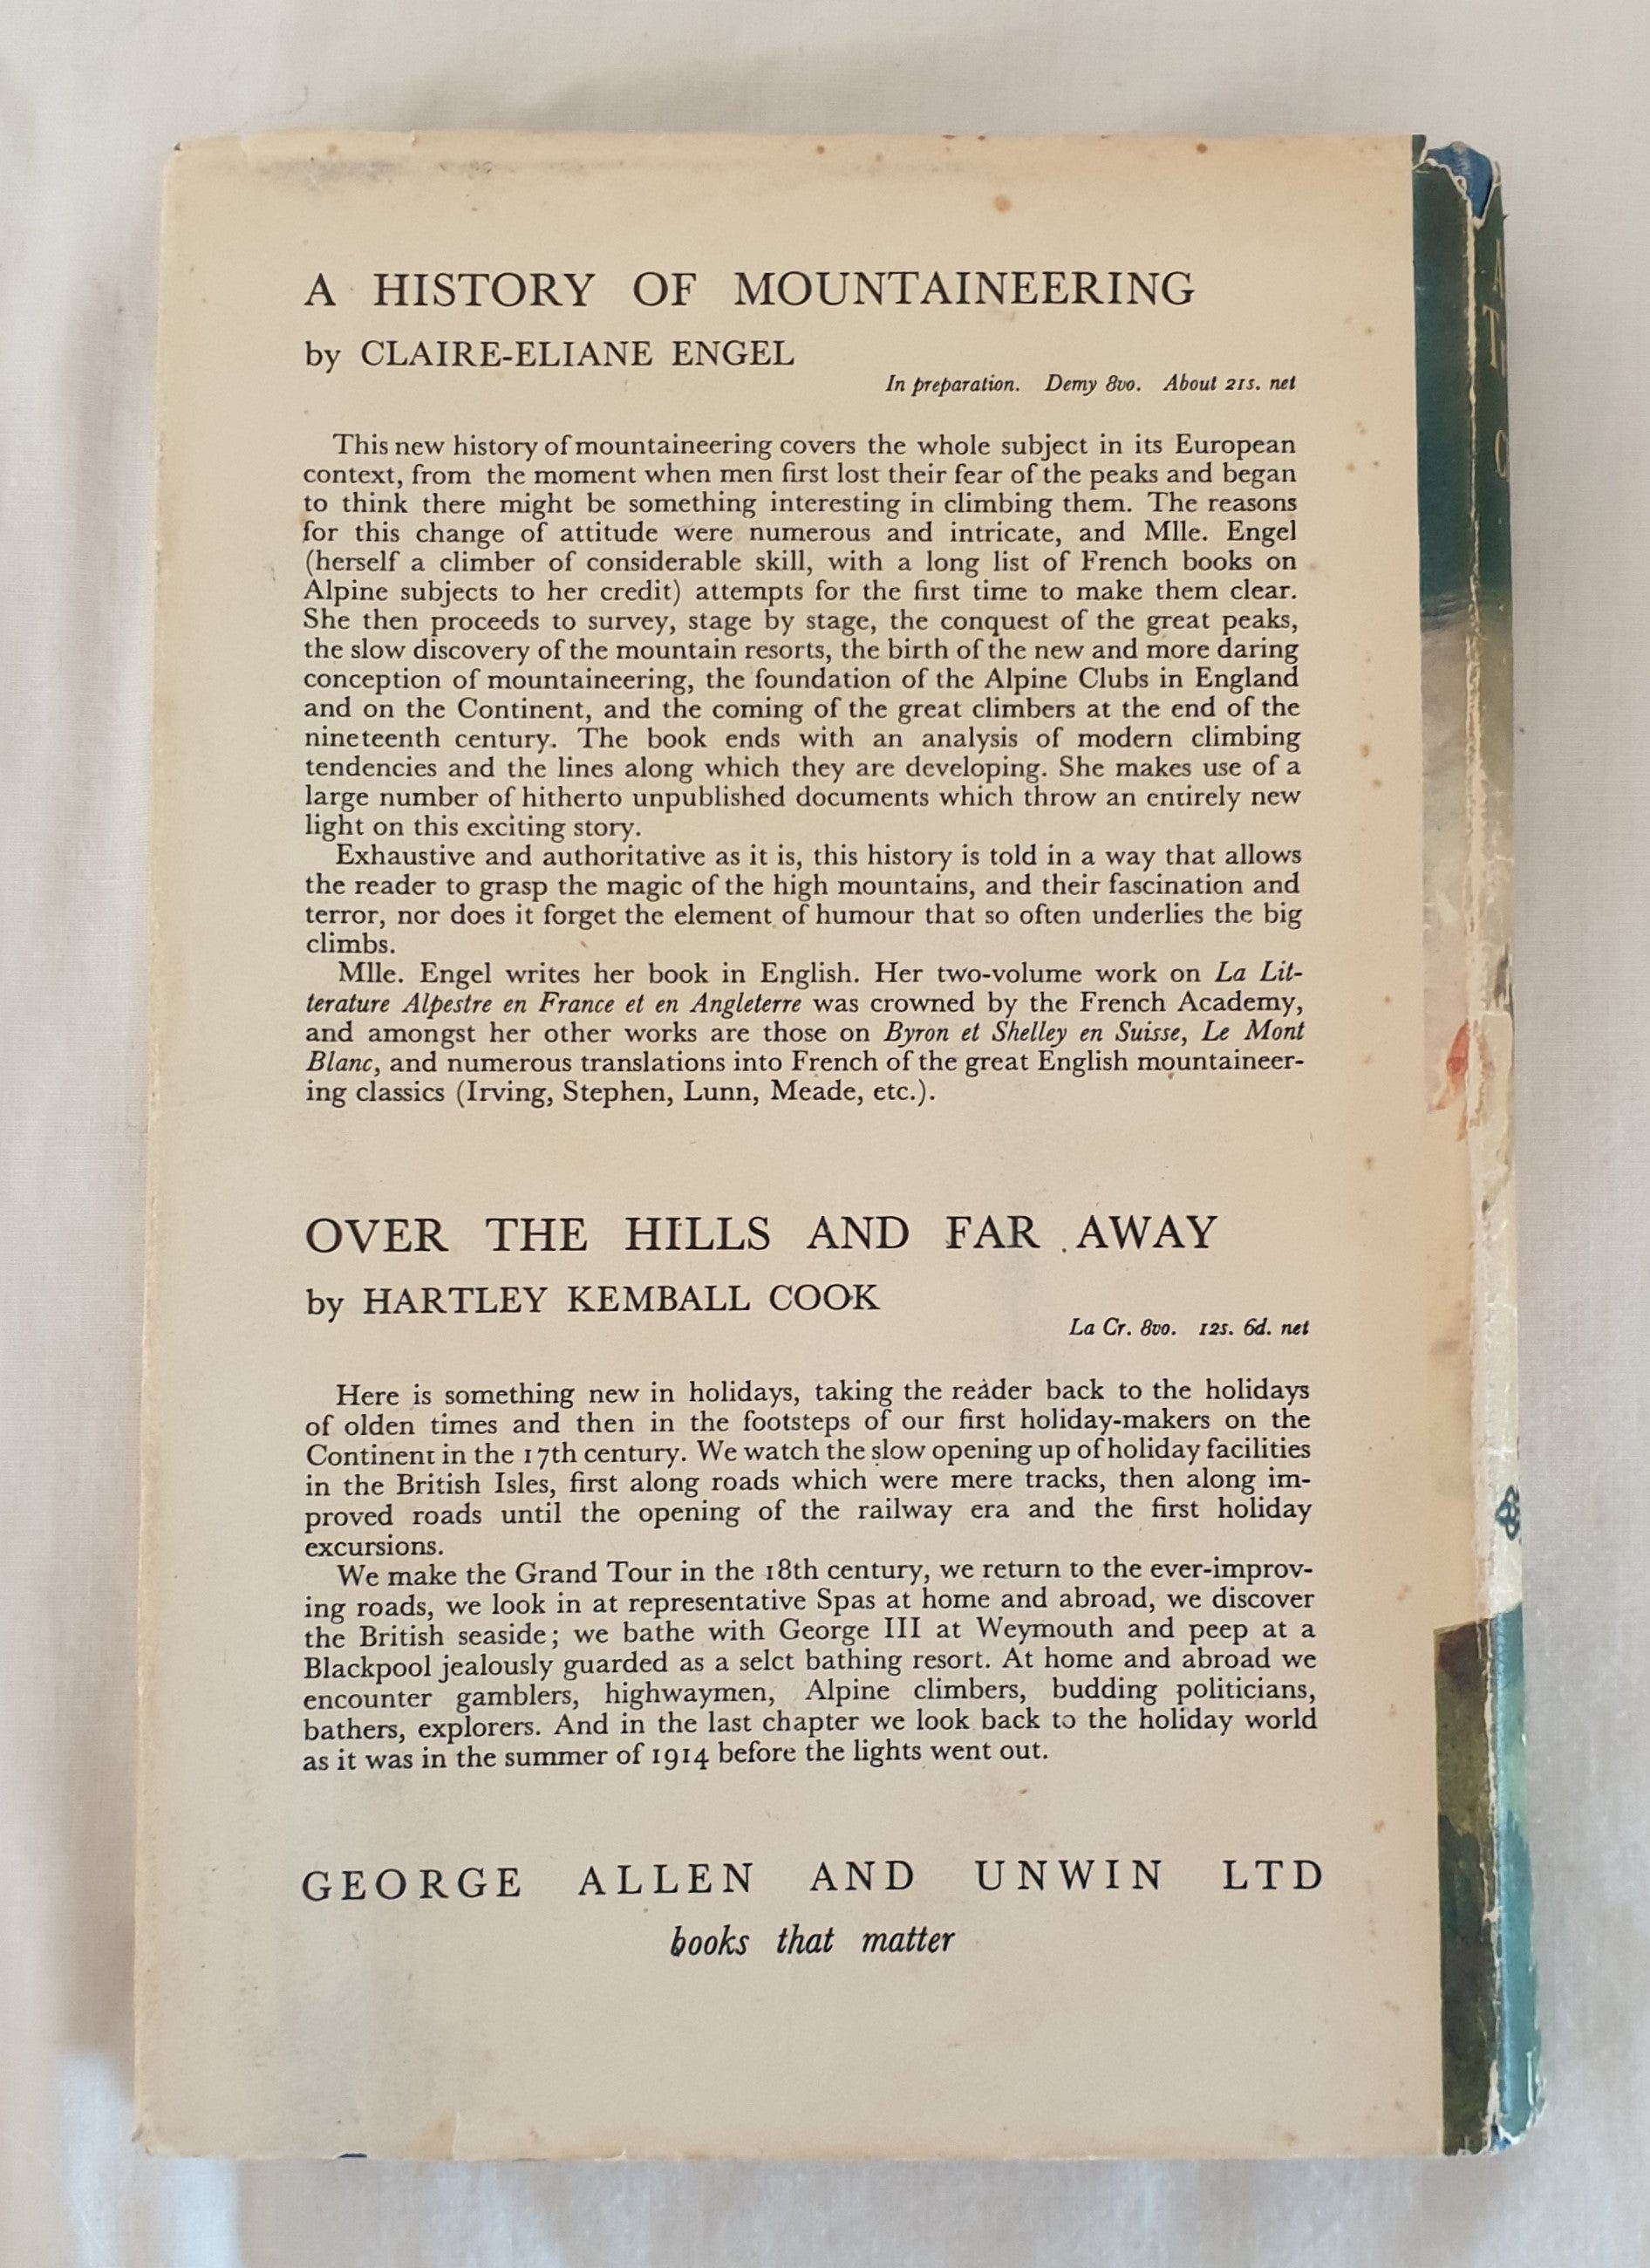 A HISTORY OF MOUNTAINEERING
by CLAIRE-ELIANE ENGEL
In preparation. Demy 8vo. About 21s. net
This new history of mountaineering covers the whole subject in its European
context, from the moment when men first lost their fear of the peaks and began
to think there might be something interesting in climbing them. The reasons
for this change of attitude were numerous and intricate, and Mlle. Engel
(herself a climber of considerable skill, with a long list of French books on
Alpine subjects to her credit) attempts for the first time to make them clear.
She then proceeds to survey, stage by stage, the conquest of the great peaks,
the slow discovery of the mountain resorts, the birth of the new and more daring
conception of mountaineering, the foundation of the Alpine Clubs in England
and on the Continent, and the coming of the great climbers at the end of the
nineteenth century. The book ends with an analysis of modern climbing
tendencies and the lines along which they are developing. She makes use of a
large number of hitherto unpublished documents which throw an entirely new
light on this exciting story.
Exhaustive and authoritative as it is, this history is told in a way that allows
the reader to grasp the magic of the high mountains, and their fascination and
terror, nor does it forget the element of humour that so often underlies the big
climbs.
Mlle. Engel writes her book in English. Her two-volume work on La Lit-
terature Alpestre en France et en Angleterre was crowned by the French Academy,
and amongst her other works are those on Byron et Shelley en Suisse, Le Mont
Blanc, and numerous translations into French of the great English mountaineer-
ing classics (Irving, Stephen, Lunn, Meade, etc.).
OVER THE HILLS AND FAR AWAY
by HARTLEY KEMBALL COOK
La Cr. 8vo. 12s. 6d. net
Here is something new in holidays, taking the reader back to the holidays
of olden times and then in the footsteps of our first holiday-makers on the
Continent in the 17th century. We watch the slow opening up of holiday facilities
in the British Isles, first along roads which were mere tracks, then along im-
proved roads until the opening of the railway era and the first holiday
excursions.
We make the Grand Tour in the 18th century, we return to the ever-improv-
ing roads, we look in at representative Spas at home and abroad, we discover
the British seaside; we bathe with George III at Weymouth and peep at a
Blackpool jealously guarded as a selct bathing resort. At home and abroad we
encounter gamblers, highwaymen, Alpine climbers, budding politicians,
bathers, explorers. And in the last chapter we look back to the holiday world
as it was in the summer of 1914 before the lights went out.
GEORGE ALLEN AND UNWIN LTD
books that matter